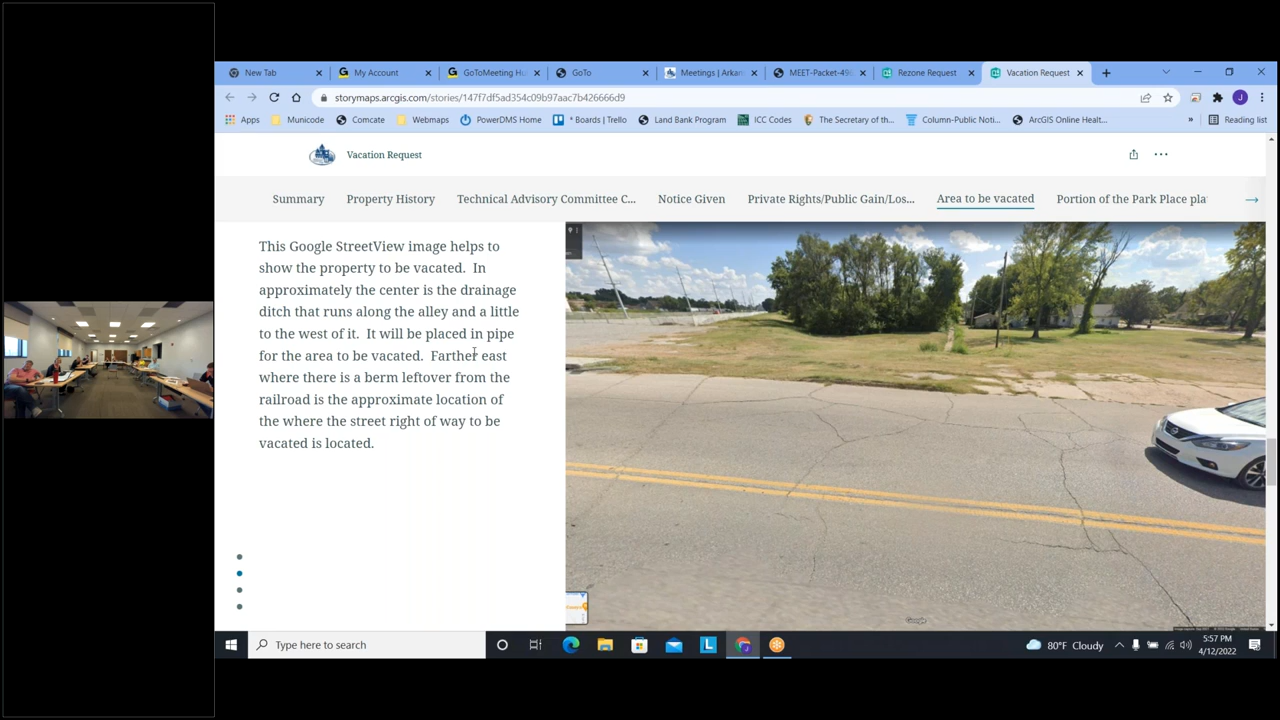 New Tab
My Account
GoToMeeting Hu
GoTo
Meetings | Arkan
MEET-Packet-49
Rezone Request
Vacation Request
storymaps.arcgis.com/stories/147f7df5ad354c09b97aac7b426666d9
Apps
Municode
Comcate
Webmaps
PowerDMS Home
* Boards | Trello
Land Bank Program
ICC Codes
The Secretary of th...
Column-Public Noti...
ArcGIS Online Healt...
»
Reading list
Vacation Request
Summary
Property History
Technical Advisory Committee C...
Notice Given
Private Rights/Public Gain/Los...
Area to be vacated
Portion of the Park Place pla
This Google StreetView image helps to
show the property to be vacated. In
approximately the center is the drainage
ditch that runs along the alley and a little
to the west of it. It will be placed in pipe
for the area to be vacated. Farther east
where there is a berm leftover from the
railroad is the approximate location of
the where the street right of way to be
vacated is located.
Google
Type here to search
80°F Cloudy
5:57 PM
4/12/2022